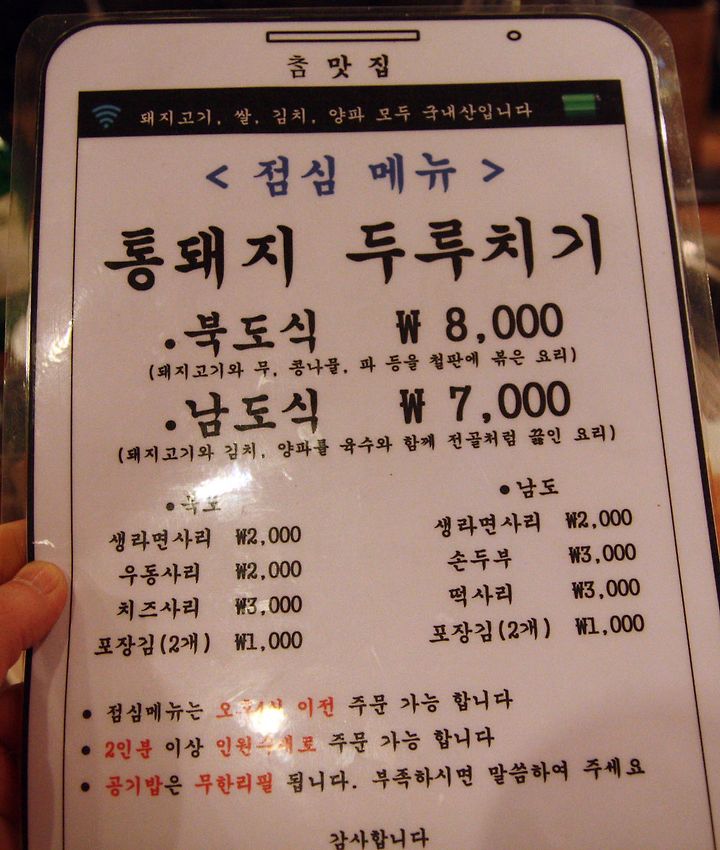 참 맛 집
돼지고기, 쌀, 김치, 양파 모두 국내산입니다
< 점심 메뉴 >
통돼지 두루치기
•북도식 ₩ 8,000
(돼지고기와 무, 콩나물, 파 등을 철판에 볶은 요리)
•남도식 ₩ 7,000
(돼지고기와 김치, 양파를 육수와 함께 전골처럼 끓인 요리)
•북도
생라면사리 ₩2,000
우동사리 ₩2,000
치즈사리 ₩3,000
포장김(2개) ₩1,000
•남도
생라면사리 ₩2,000
손두부 ₩3,000
떡사리 ₩3,000
포장김(2개) ₩1,000
• 점심메뉴는 이전 주문 가능 합니다
• 2인분 이상 인원수대로 주문 가능 합니다
• 공기밥은 무한리필 됩니다. 부족하시면 말씀하여 주세요
감사합니다